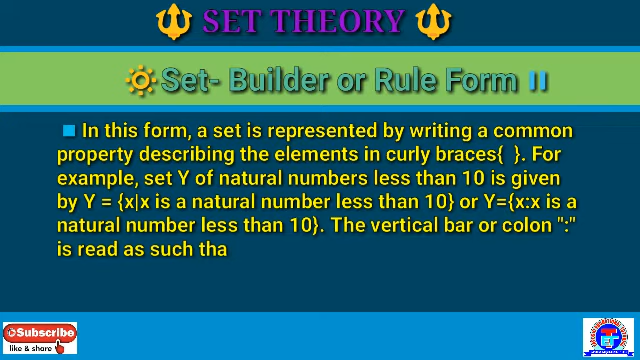 🔱 SET THEORY 🔱
🔆Set- Builder or Rule Form ⏸
■ In this form, a set is represented by writing a common
property describing the elements in curly braces{ }. For
example, set Y of natural numbers less than 10 is given
by Y = {x|x is a natural number less than 10} or Y={x:x is a
natural number less than 10}. The vertical bar or colon ":"
is read as such tha
Subscribe
like & share